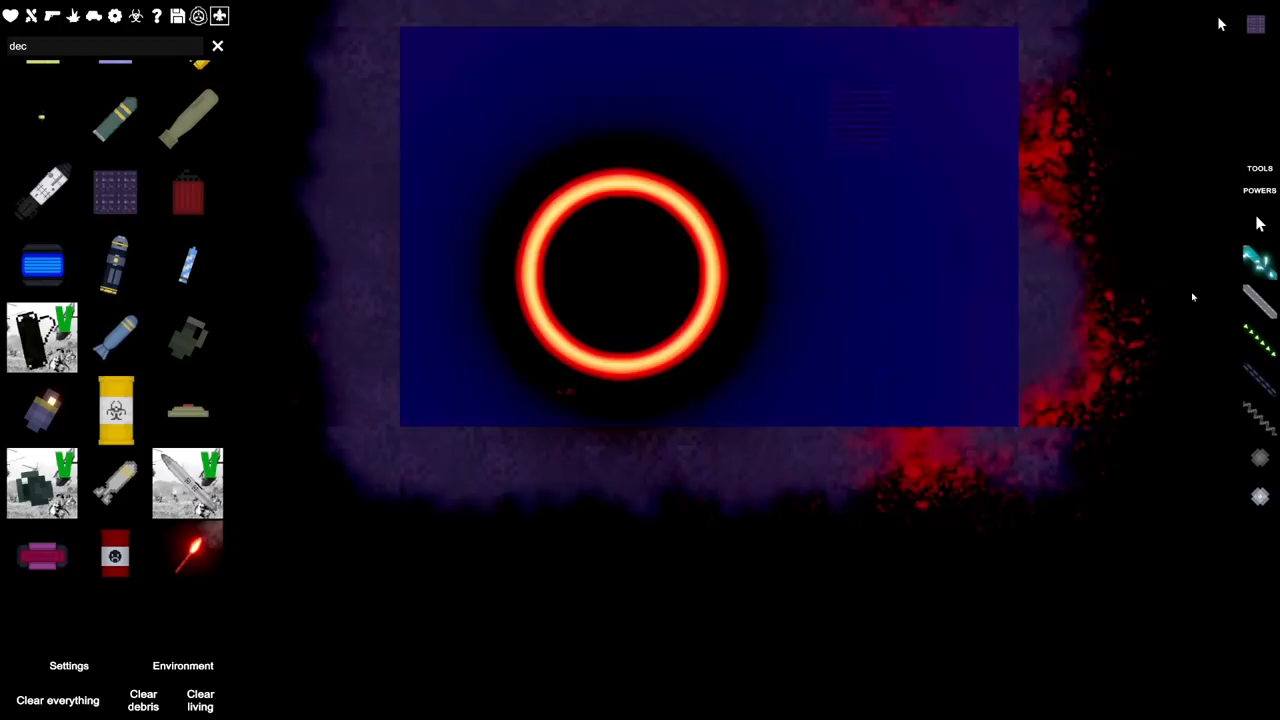 dec
TOOLS
POWERS
Settings
Environment
Clear everything
Clear debris
Clear living